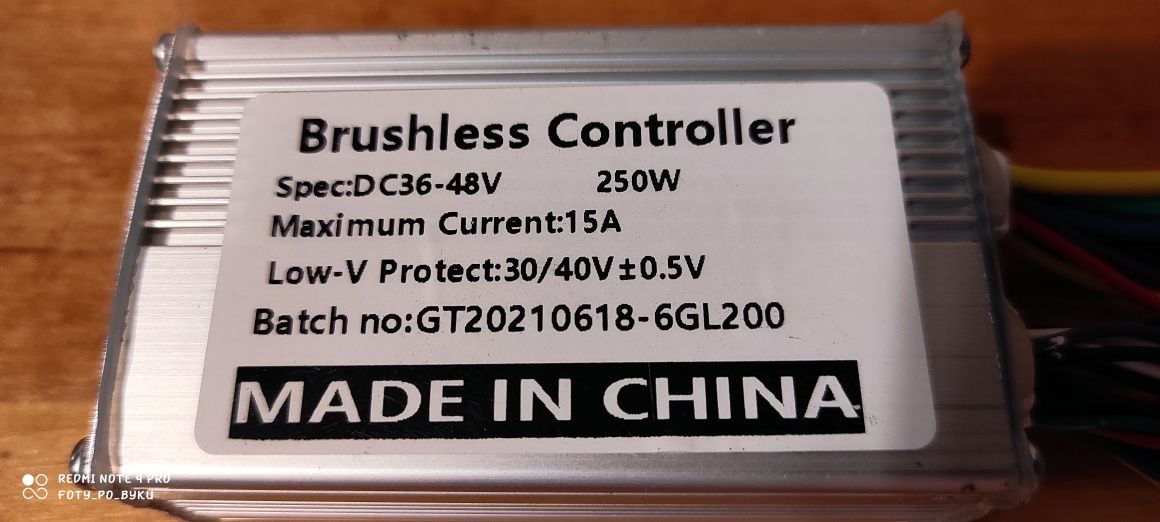 Brushless Controller
Spec:DC36-48V 250W
Maximum Current:15A
Low-V Protect:30/40V±0.5V
Batch no:GT20210618-6GL200
MADE IN CHINA
REDMI NOTE 4 PRO
FOTY_PO_BYKU